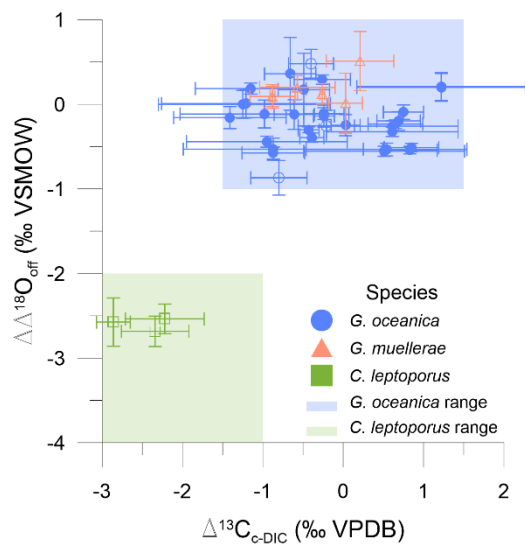 1
0
-1
-2
-3
-4
ΔΔ¹⁸O_off (‰ VSMOW)
Species
G. oceanica
G. muellerae
C. leptoporus
G. oceanica range
C. leptoporus range
-3 -2 -1 0 1 2
Δ¹³C_c-DIC (‰ VPDB)